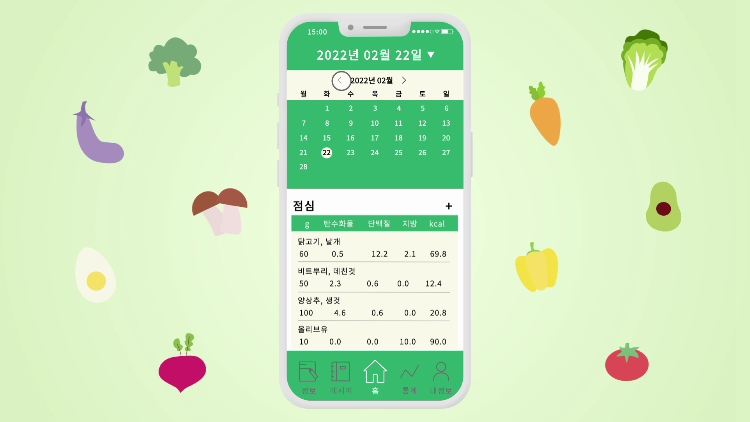 15:00
2022년 02월 22일 ▼
< 2022년 02월 >
월 화 수 목 금 토 일
1 2 3 4 5 6
7 8 9 10 11 12 13
14 15 16 17 18 19 20
21 22 23 24 25 26 27
28
점심 +
g 탄수화물 단백질 지방 kcal
닭고기, 날개
60 0.5 12.2 2.1 69.8
비트뿌리, 데친것
50 2.3 0.6 0.0 12.4
양상추, 생것
100 4.6 0.6 0.0 20.8
올리브유
10 0.0 0.0 10.0 90.0
레시피 홈 통계 내정보